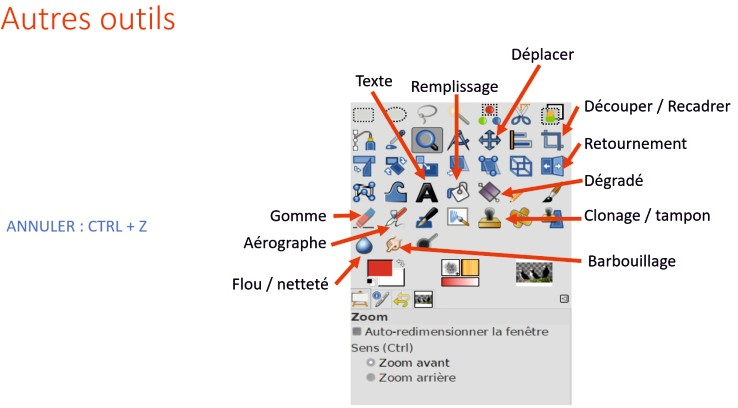 Autres outils
Déplacer
Texte
Remplissage
Découper / Recadrer
Retournement
Dégradé
Gomme
Clonage / tampon
ANNULER : CTRL + Z
Aérographe
Barbouillage
Flou / netteté
Zoom
Auto-redimensionner la fenêtre
Sens (Ctrl)
Zoom avant
Zoom arrière